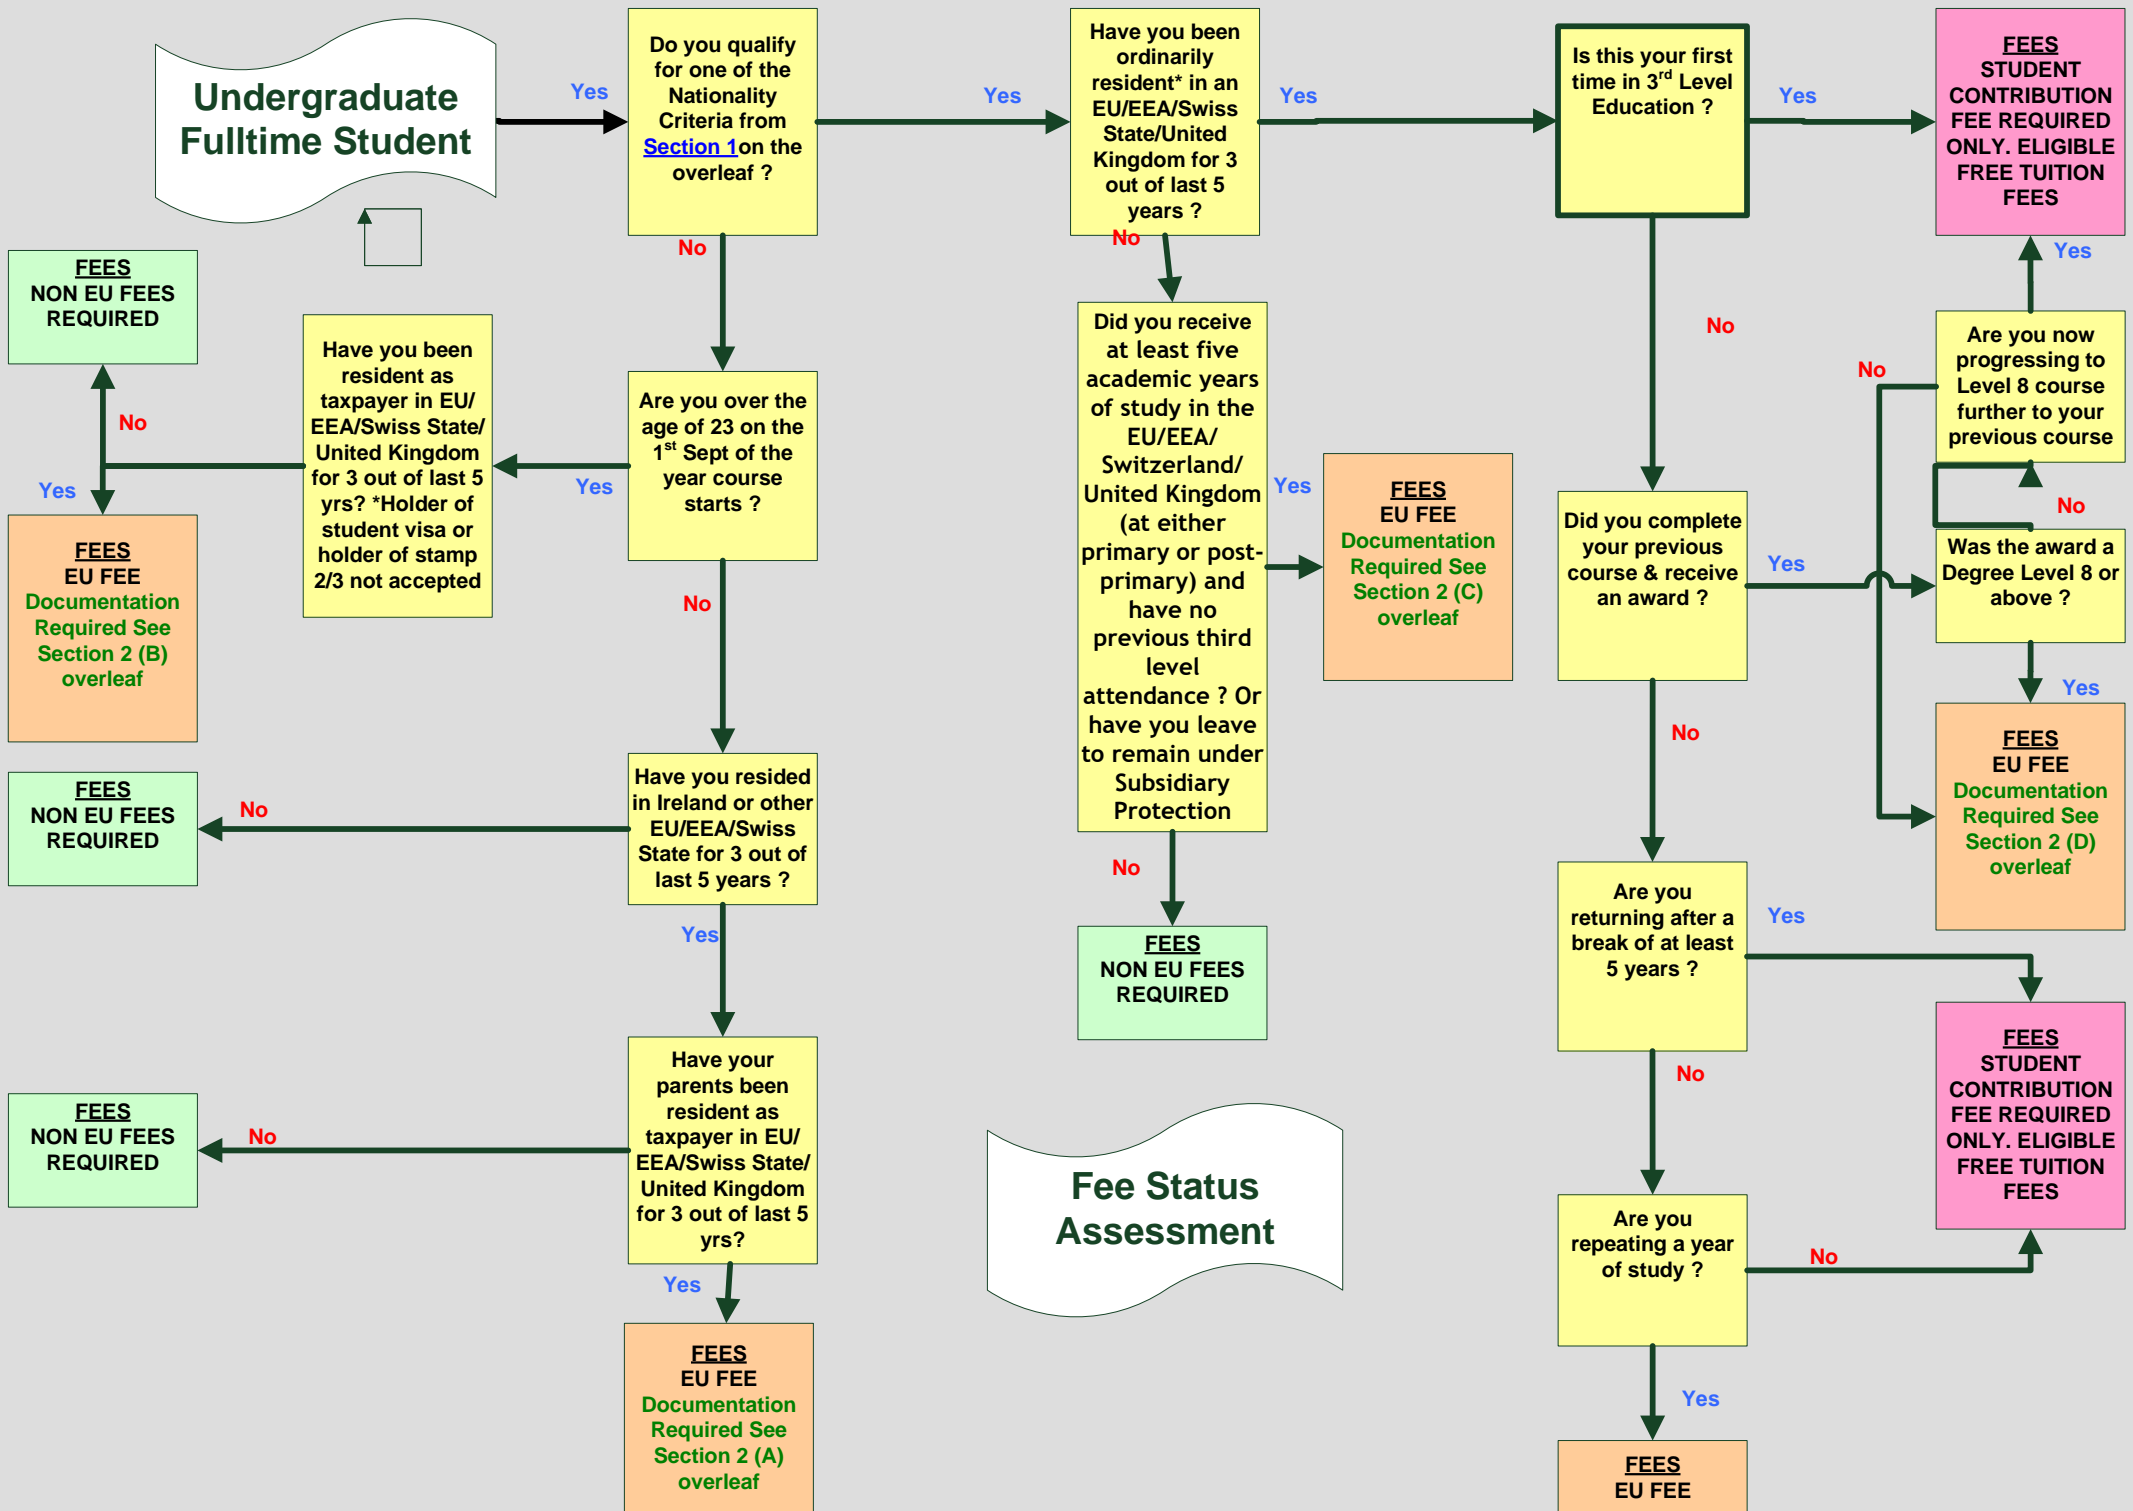 Undergraduate
Fulltime Student
Yes
Do you qualify
for one of the
Nationality
Criteria from
Section 1on the
overleaf ?
Yes
No
Have you been
ordinarily
resident* in an
EU/EEA/Swiss
State/United
Kingdom for 3
out of last 5
years ?
Yes
No
Is this your first
time in 3rd Level
Education ?
Yes
No
FEES
STUDENT
CONTRIBUTION
FEE REQUIRED
ONLY. ELIGIBLE
FREE TUITION
FEES
Yes
FEES
NON EU FEES
REQUIRED
No
Yes
Have you been
resident as
taxpayer in EU/
EEA/Swiss State/
United Kingdom
for 3 out of last 5
yrs? *Holder of
student visa or
holder of stamp
2/3 not accepted
Are you over the
age of 23 on the
1st Sept of the
year course
starts ?
Yes
No
Did you receive
at least five
academic years
of study in the
EU/EEA/
Switzerland/
United Kingdom
(at either
primary or post-
primary) and
have no
previous third
level
attendance ? Or
have you leave
to remain under
Subsidiary
Protection
Yes
No
FEES
EU FEE
Documentation
Required See
Section 2 (C)
overleaf
Are you now
progressing to
Level 8 course
further to your
previous course
No
No
Did you complete
your previous
course & receive
an award ?
Yes
No
Was the award a
Degree Level 8 or
above ?
Yes
FEES
EU FEE
Documentation
Required See
Section 2 (B)
overleaf
FEES
EU FEE
Documentation
Required See
Section 2 (D)
overleaf
FEES
NON EU FEES
REQUIRED
No
Have you resided
in Ireland or other
EU/EEA/Swiss
State for 3 out of
last 5 years ?
Yes
FEES
NON EU FEES
REQUIRED
Are you
returning after a
break of at least
5 years ?
Yes
No
FEES
STUDENT
CONTRIBUTION
FEE REQUIRED
ONLY. ELIGIBLE
FREE TUITION
FEES
FEES
NON EU FEES
REQUIRED
No
Have your
parents been
resident as
taxpayer in EU/
EEA/Swiss State/
United Kingdom
for 3 out of last 5
yrs?
Yes
Fee Status
Assessment
Are you
repeating a year
of study ?
No
Yes
FEES
EU FEE
Documentation
Required See
Section 2 (A)
overleaf
FEES
EU FEE